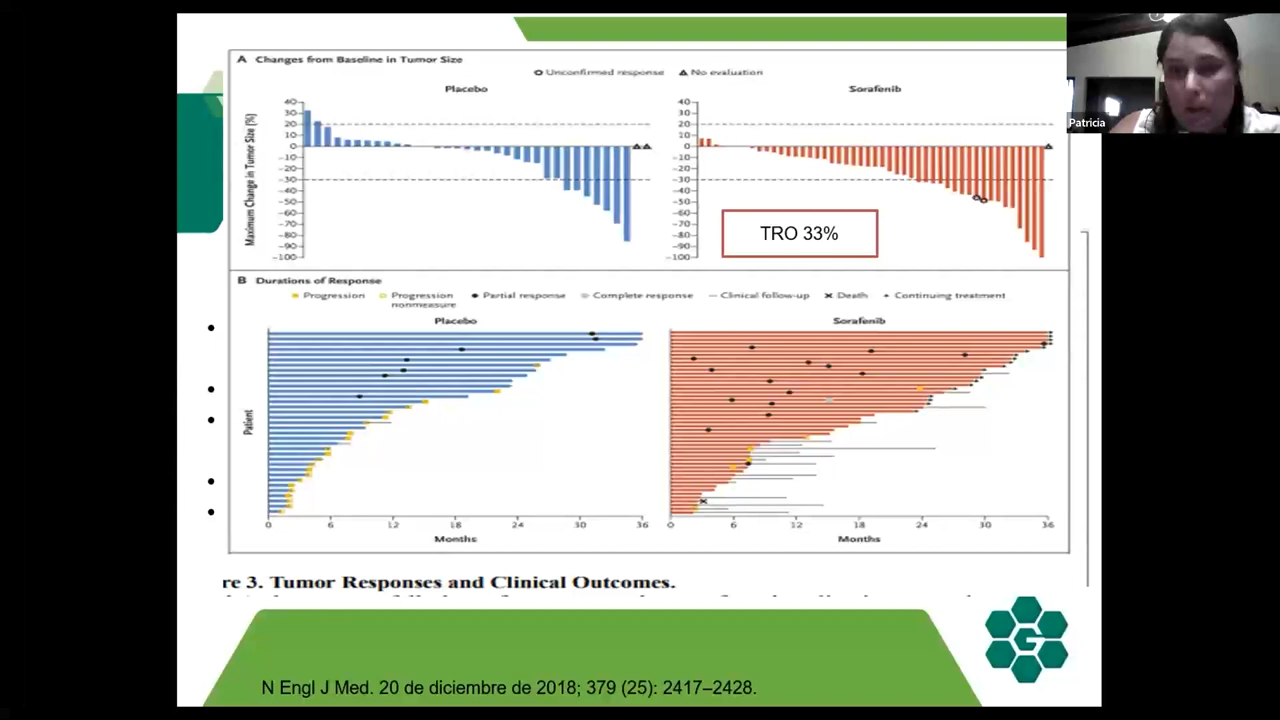 A Changes from Baseline in Tumor Size
Unconfirmed response No evaluation
Placebo
Sorafenib
Maximum Change in Tumor Size (%)
40
30
20
10
0
-10
-20
-30
-40
-50
-60
-70
-80
-90
-100
40
30
20
10
0
-10
-20
-30
-40
-50
-60
-70
-80
-90
-100
TRO 33%
Patricia
B Durations of Response
Progression Progression nonmeasure Partial response Complete response Clinical follow-up Death Continuing treatment
Placebo
Sorafenib
Patient
0 6 12 18 24 30 36
0 6 12 18 24 30 36
Months
Months
re 3. Tumor Responses and Clinical Outcomes.
G
N Engl J Med. 20 de diciembre de 2018; 379 (25): 2417–2428.